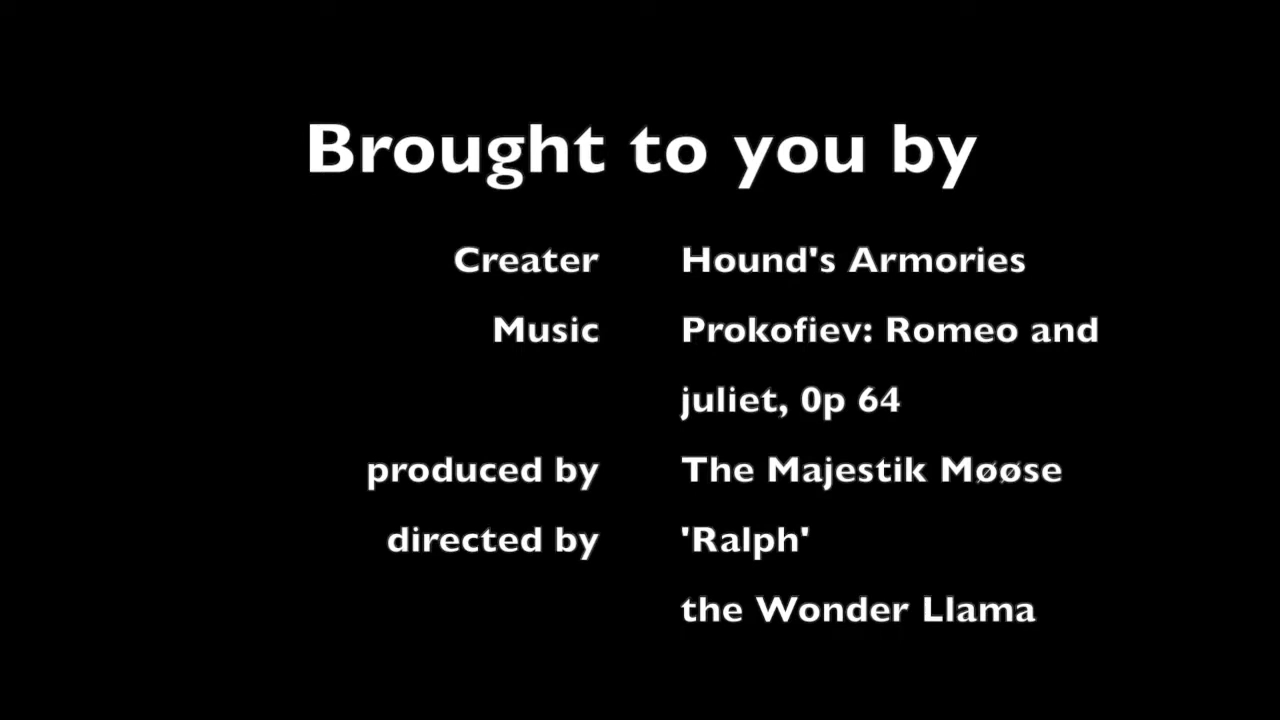 Brought to you by
Creater Hound's Armories
Music Prokofiev: Romeo and
juliet, 0p 64
produced by The Majestik Møøse
directed by 'Ralph'
the Wonder Llama